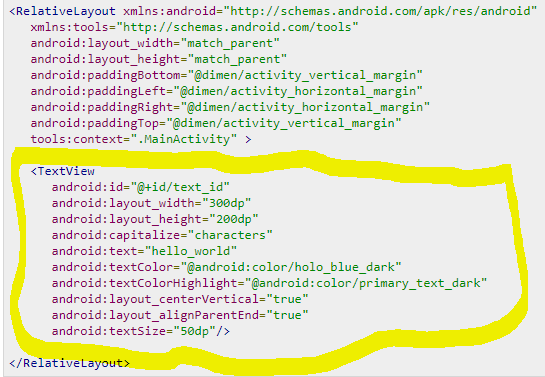 <RelativeLayout xmlns:android="http://schemas.android.com/apk/res/android"
    xmlns:tools="http://schemas.android.com/tools"
    android:layout_width="match_parent"
    android:layout_height="match_parent"
    android:paddingBottom="@dimen/activity_vertical_margin"
    android:paddingLeft="@dimen/activity_horizontal_margin"
    android:paddingRight="@dimen/activity_horizontal_margin"
    android:paddingTop="@dimen/activity_vertical_margin"
    tools:context=".MainActivity" >
    <TextView
        android:id="@+id/text_id"
        android:layout_width="300dp"
        android:layout_height="200dp"
        android:capitalize="characters"
        android:text="hello_world"
        android:textColor="@android:color/holo_blue_dark"
        android:textColorHighlight="@android:color/primary_text_dark"
        android:layout_centerVertical="true"
        android:layout_alignParentEnd="true"
        android:textSize="50dp"/>
</RelativeLayout>